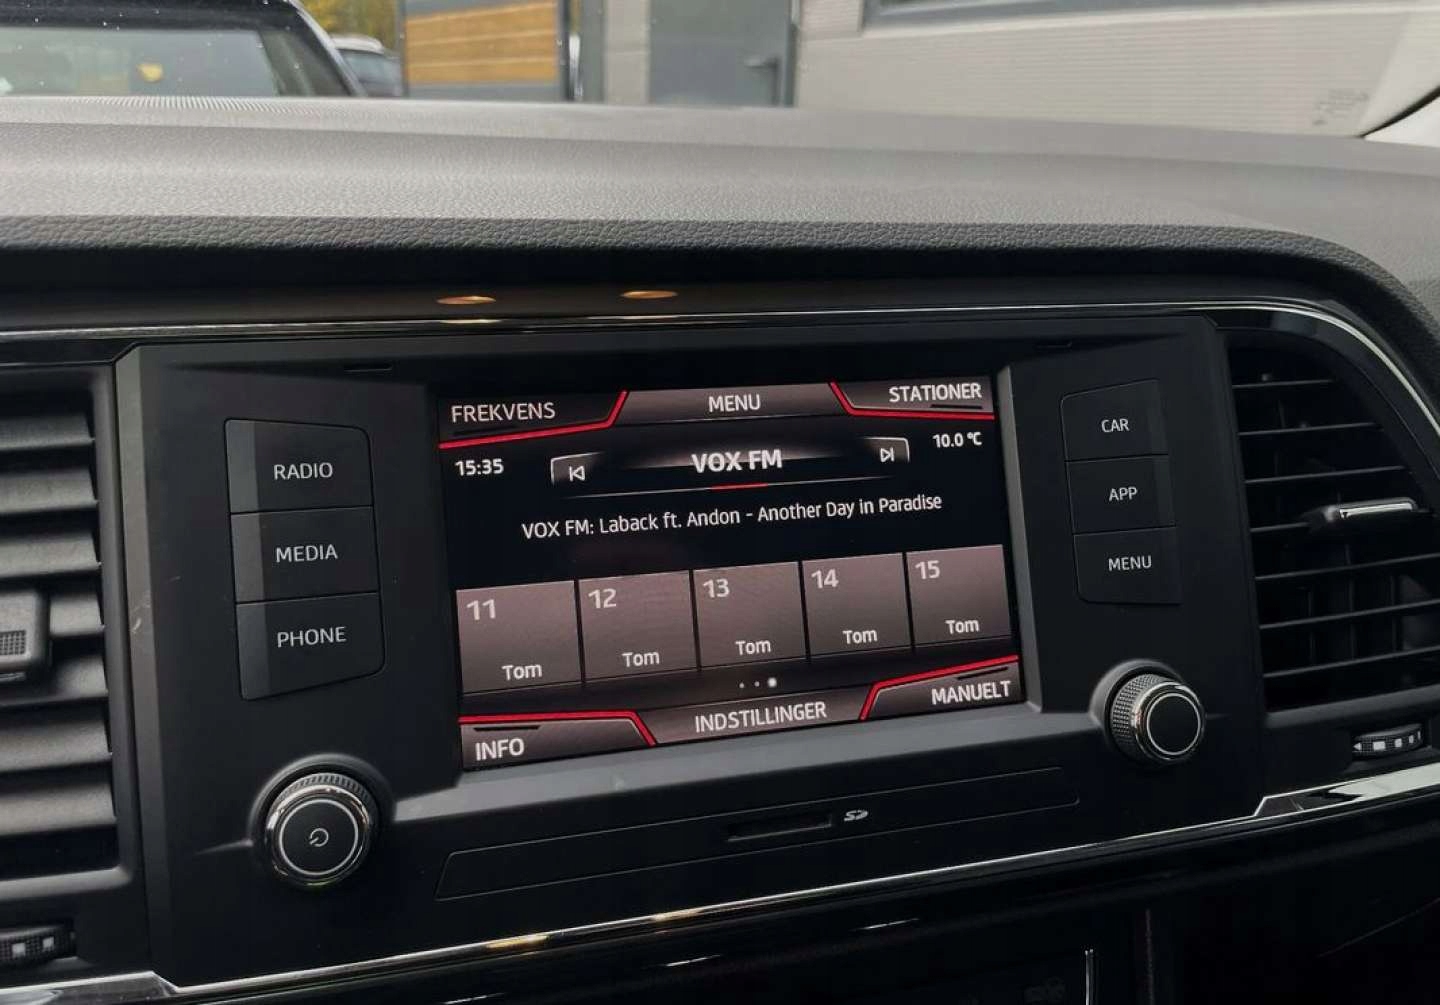 FREKVENS
MENU
STATIONER
15:35
VOX FM
10.0 °C
VOX FM: Laback ft. Andon - Another Day in Paradise
11
12
13
14
15
Tom
Tom
Tom
Tom
Tom
INFO
INDSTILLINGER
MANUELT
RADIO
MEDIA
PHONE
CAR
APP
MENU
SD